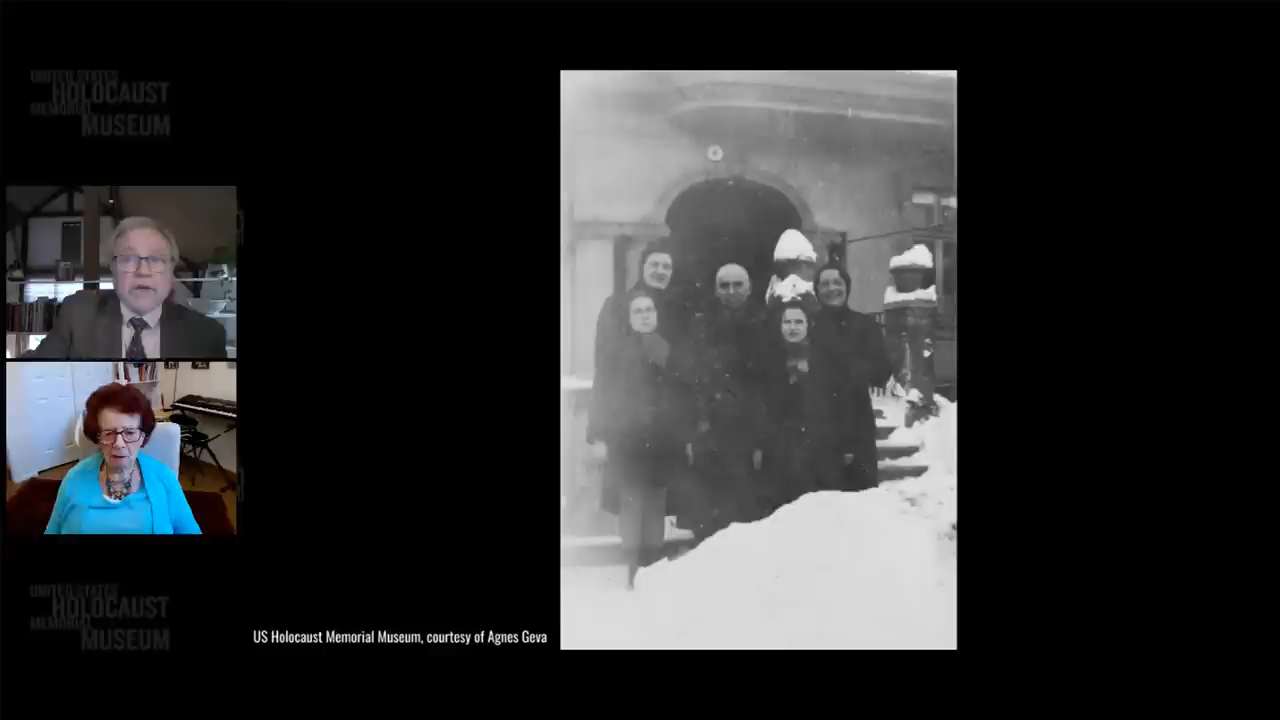 UNITED STATES
HOLOCAUST
MEMORIAL
MUSEUM
US Holocaust Memorial Museum, courtesy of Agnes Geva
UNITED STATES
HOLOCAUST
MEMORIAL
MUSEUM